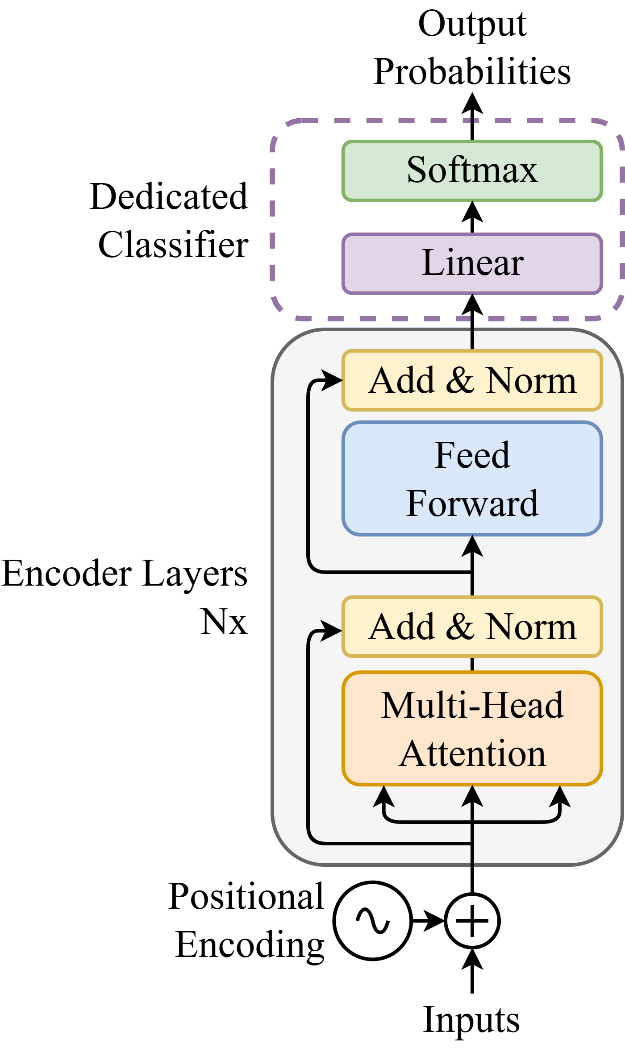 Output
Probabilities
Softmax
Dedicated
Classifier
Linear
Add & Norm
Feed
Forward
Encoder Layers
Nx
Add & Norm
Multi-Head
Attention
Positional
Encoding
Inputs